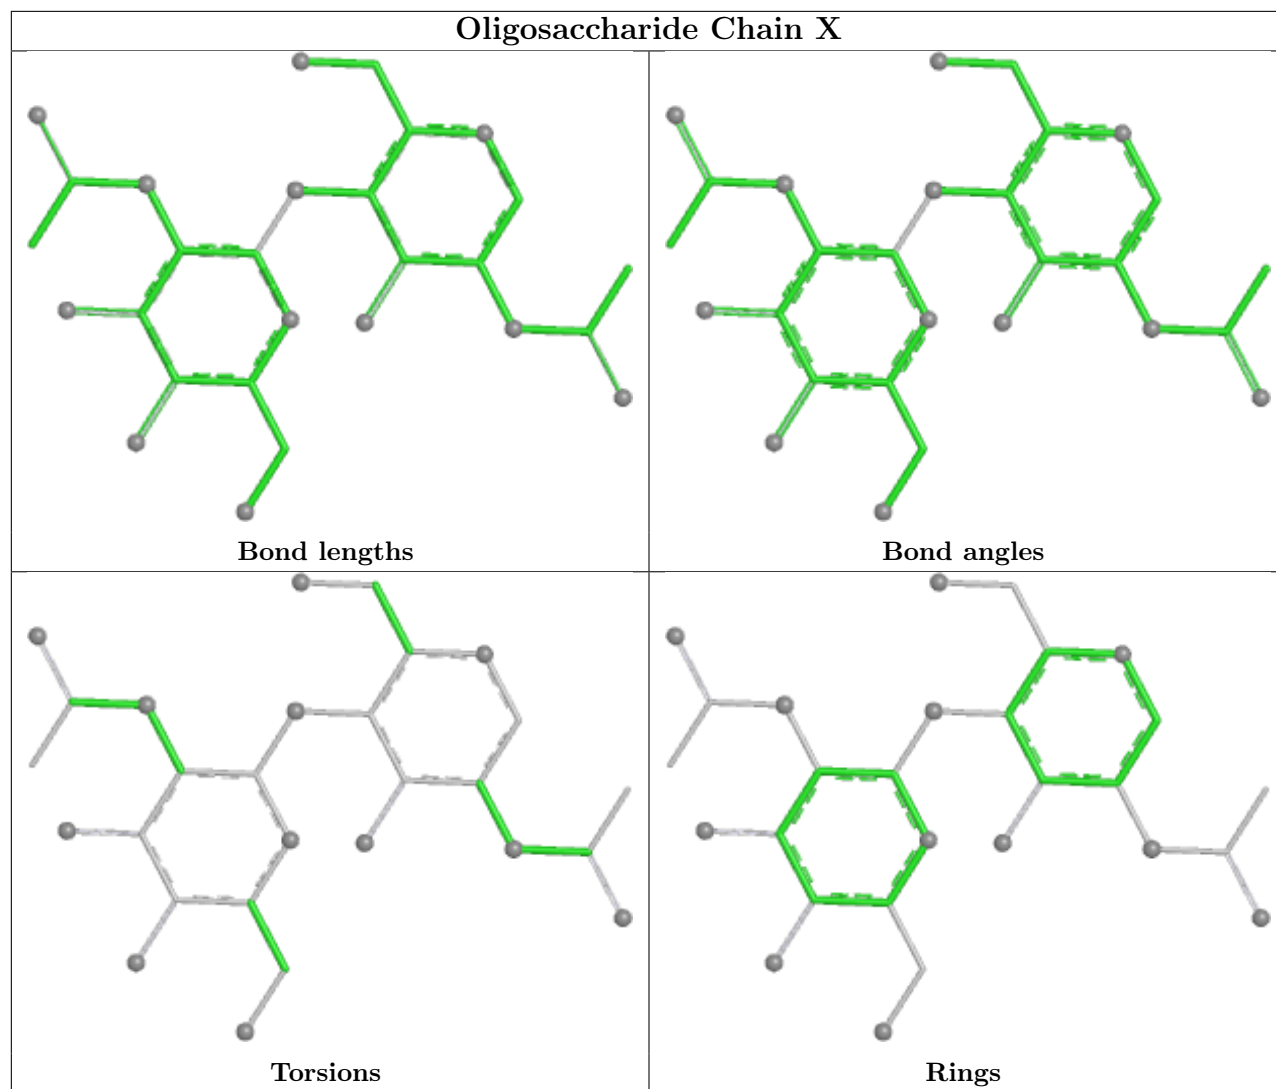 Oligosaccharide Chain X
Bond lengths
Bond angles
Torsions
Rings